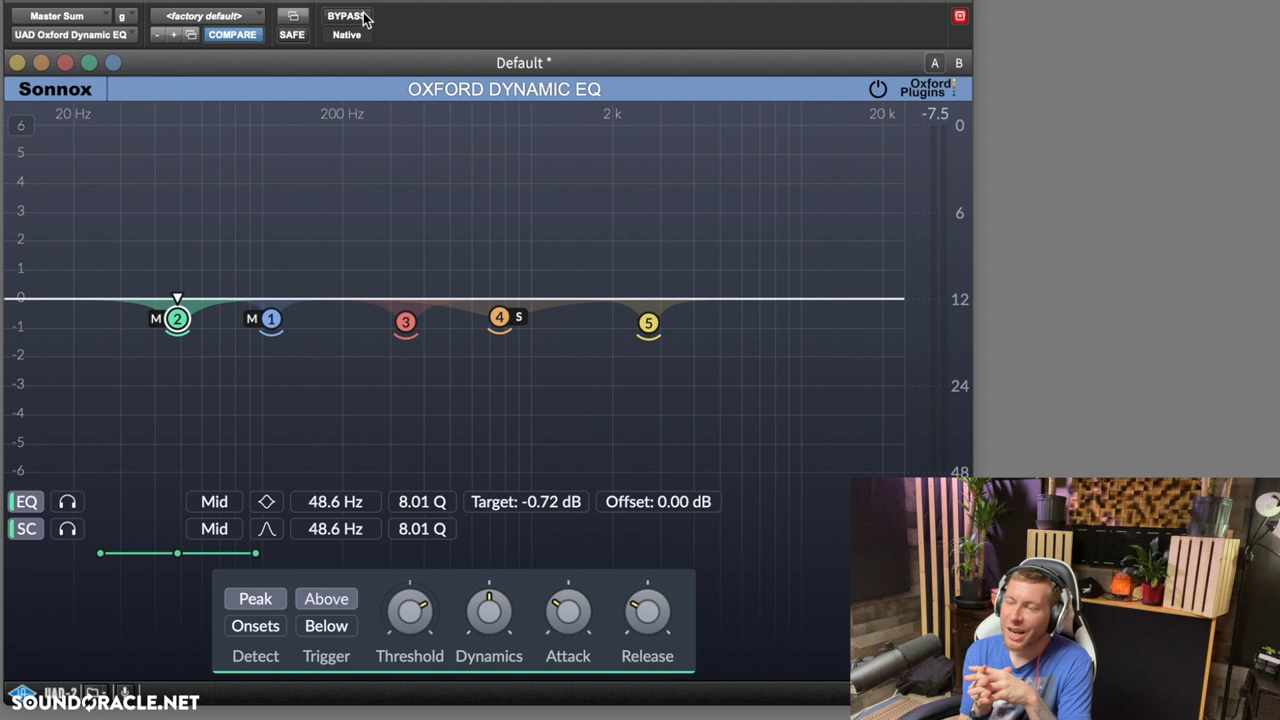 Master Sum g <factory default> BYPASS
UAD Oxford Dynamic EQ - + COMPARE SAFE Native
Default * A B
Sonnox OXFORD DYNAMIC EQ Oxford Plugins
20 Hz 200 Hz 2 k 20 k -7.5
6 0
5
4
3 6
2
1
0 12
M 2 M 1 3 4 S 5
-1
-2
-3 24
-4
-5
-6 48
EQ Mid 48.6 Hz 8.01 Q Target: -0.72 dB Offset: 0.00 dB
SC Mid 48.6 Hz 8.01 Q
Peak Above
Onsets Below
Detect Trigger Threshold Dynamics Attack Release
UAD-2
SOUNDORACLE.NET